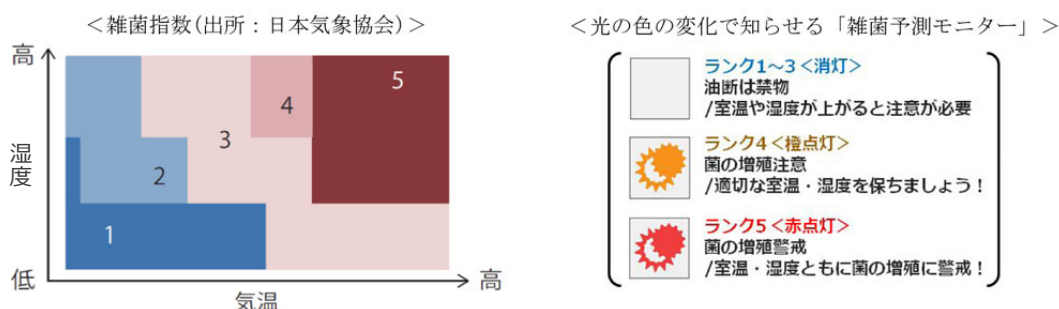 ＜雑菌指数(出所：日本気象協会)＞
高
湿度
低
1
2
3
4
5
気温
高
＜光の色の変化で知らせる「雑菌予測モニター」＞
ランク1～3＜消灯＞
油断は禁物
/室温や湿度が上がると注意が必要
ランク4＜橙点灯＞
菌の増殖注意
/適切な室温・湿度を保ちましょう！
ランク5＜赤点灯＞
菌の増殖警戒
/室温・湿度ともに菌の増殖に警戒！